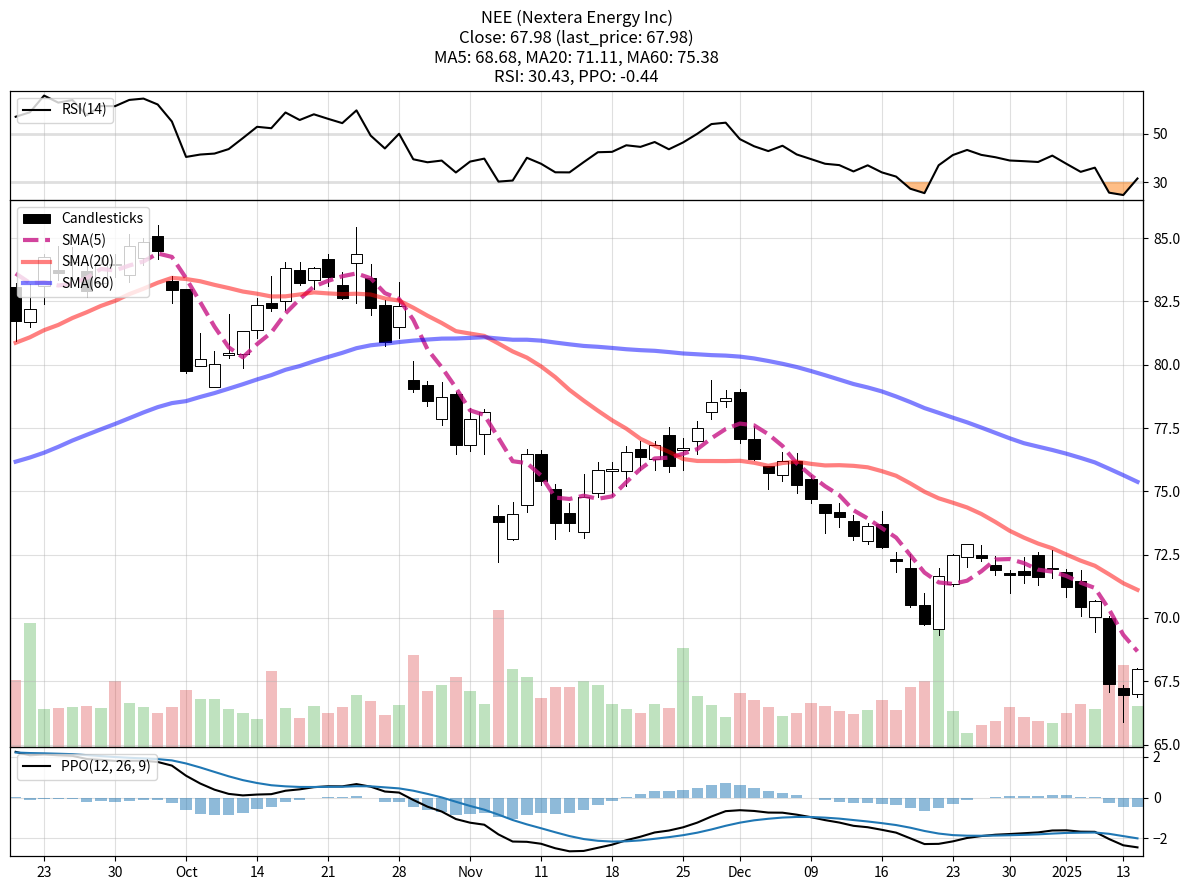 NEE (Nextera Energy Inc)
Close: 67.98 (last_price: 67.98)
MA5: 68.68, MA20: 71.11, MA60: 75.38
RSI: 30.43, PPO: -0.44
RSI(14)
50
30
Candlesticks
SMA(5)
SMA(20)
SMA(60)
85.0
82.5
80.0
77.5
75.0
72.5
70.0
67.5
65.0
PPO(12, 26, 9)
2
0
−2
23 30 Oct 14 21 28 Nov 11 18 25 Dec 09 16 23 30 2025 13